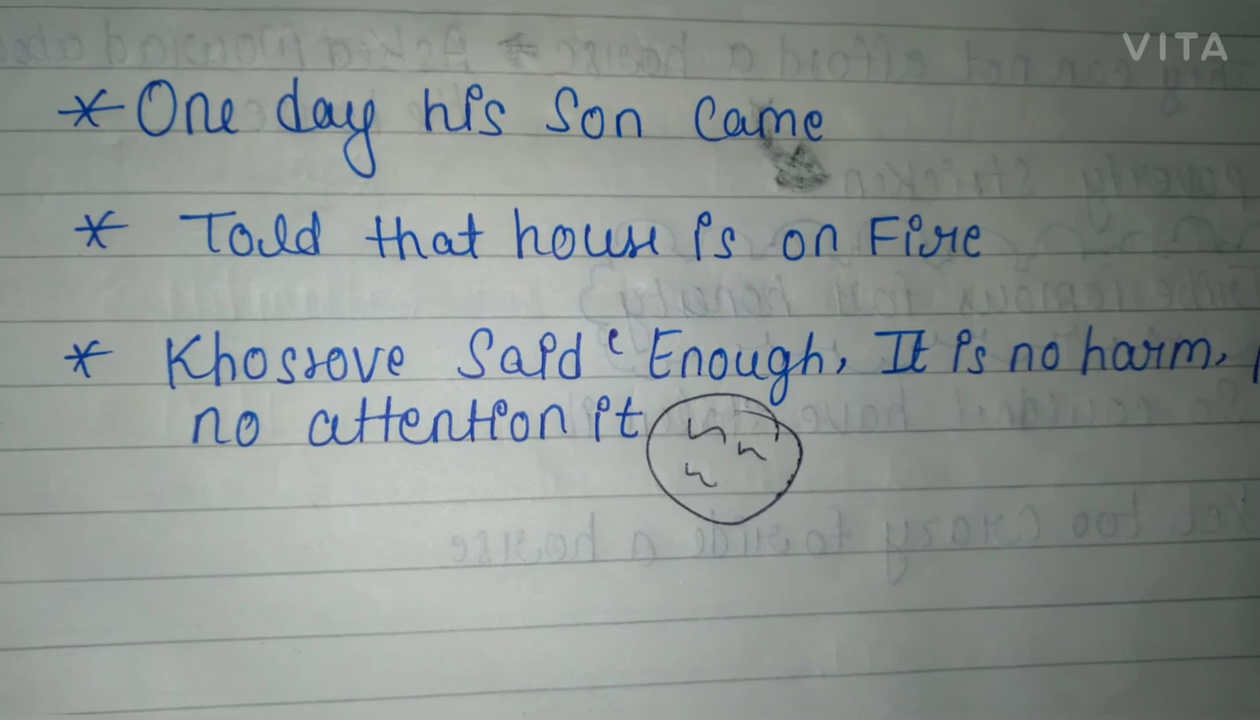 VITA
* One day his Son Came
* Told that house is on Fire
* Khosrove Said ‘Enough, It is no harm,
no attention it